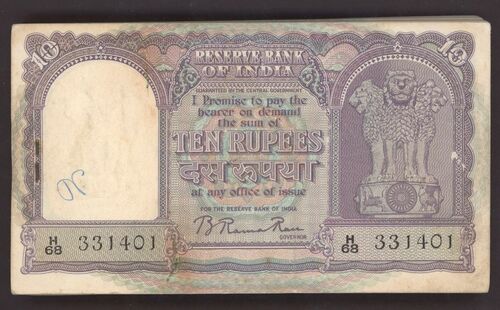 10 RESERVE BANK 10
OF INDIA
GUARANTEED BY THE CENTRAL GOVERNMENT
I Promise to pay the
bearer on demand
the sum of
TEN RUPEES
दस रूपया
at any office of issue
FOR THE RESERVE BANK OF INDIA
B. Rama Rau
GOVERNOR
H/68 331401
H/68 331401